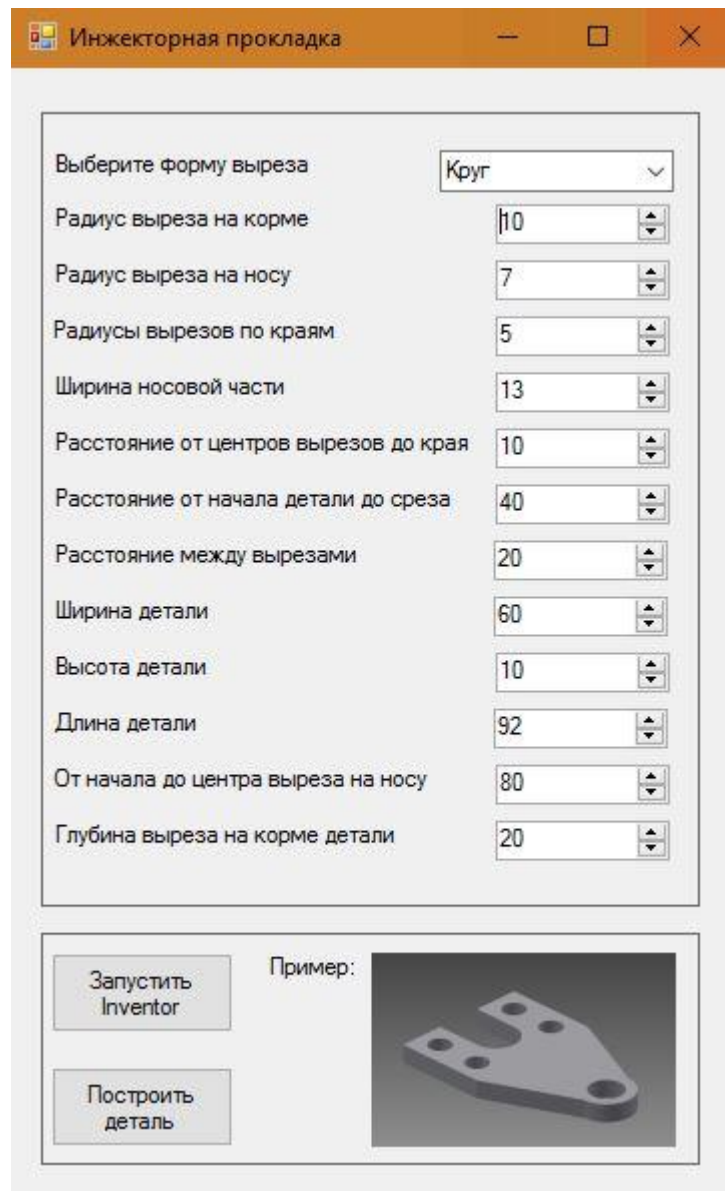 Инжекторная прокладка
Выберите форму выреза Круг
Радиус выреза на корме 10
Радиус выреза на носу 7
Радиусы вырезов по краям 5
Ширина носовой части 13
Расстояние от центров вырезов до края 10
Расстояние от начала детали до среза 40
Расстояние между вырезами 20
Ширина детали 60
Высота детали 10
Длина детали 92
От начала до центра выреза на носу 80
Глубина выреза на корме детали 20
Запустить
Inventor
Пример:
Построить
деталь